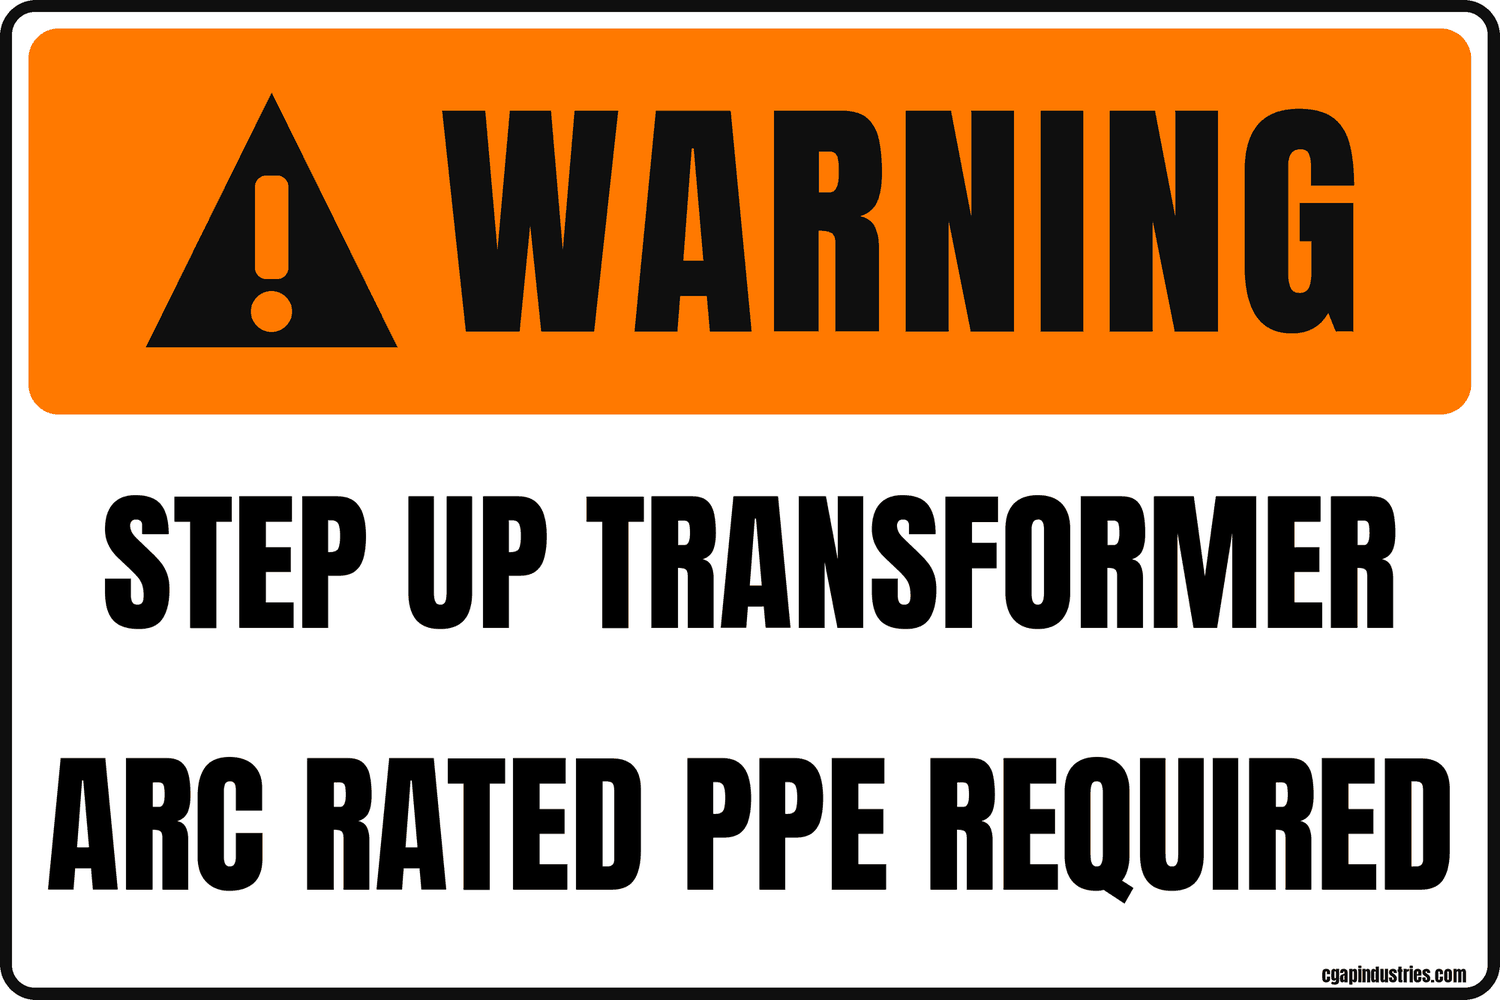 WARNING
STEP UP TRANSFORMER
ARC RATED PPE REQUIRED
cgapindustries.com